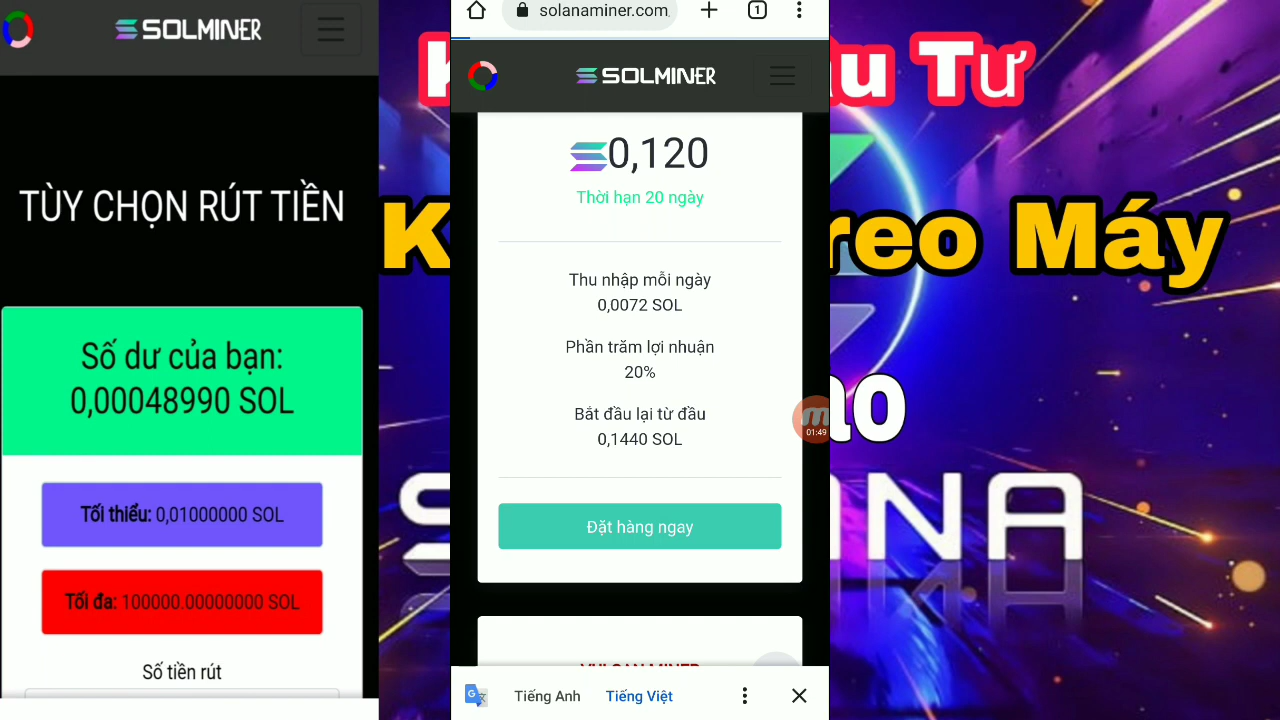 SOLMINER
TÙY CHỌN RÚT TIỀN
Số dư của bạn:
0,00048990 SOL
Tối thiểu: 0,01000000 SOL
Tối đa: 100000.00000000 SOL
Số tiền rút
solanaminer.com
1
SOLMINER
0,120
Thời hạn 20 ngày
Thu nhập mỗi ngày
0,0072 SOL
Phần trăm lợi nhuận
20%
Bắt đầu lại từ đầu
0,1440 SOL
Đặt hàng ngay
VULCAN MINER
Tiếng Anh
Tiếng Việt
01:49
Tư
Máy